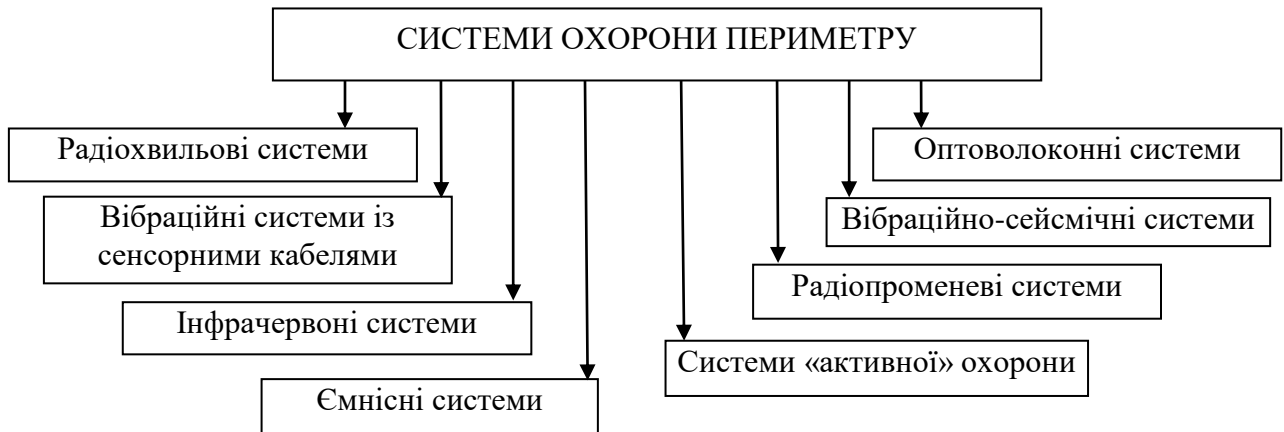 СИСТЕМИ ОХОРОНИ ПЕРИМЕТРУ
Радіохвильові системи
Оптоволоконні системи
Вібраційні системи із
сенсорними кабелями
Вібраційно-сейсмічні системи
Радіопроменеві системи
Інфрачервоні системи
Системи «активної» охорони
Ємнісні системи